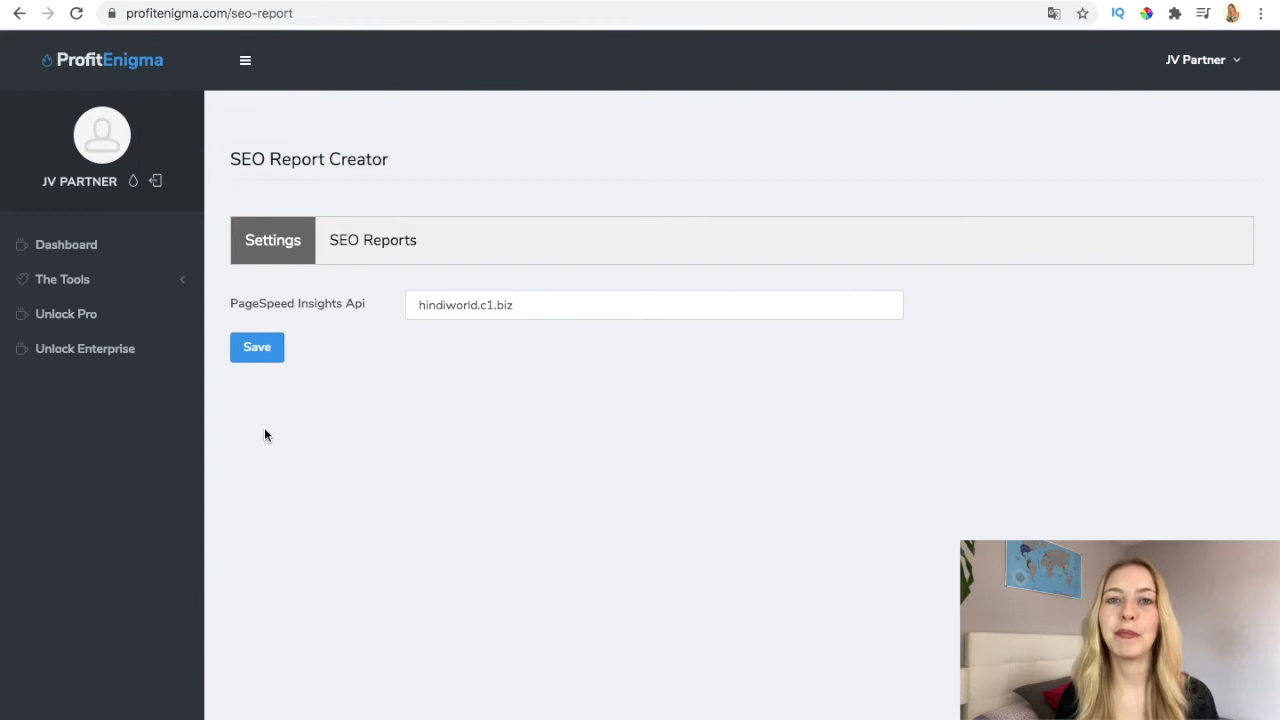 profitenigma.com/seo-report
IQ
ProfitEnigma
JV Partner
JV PARTNER
Dashboard
The Tools
Unlock Pro
Unlock Enterprise
SEO Report Creator
Settings
SEO Reports
PageSpeed Insights Api
hindiworld.c1.biz
Save